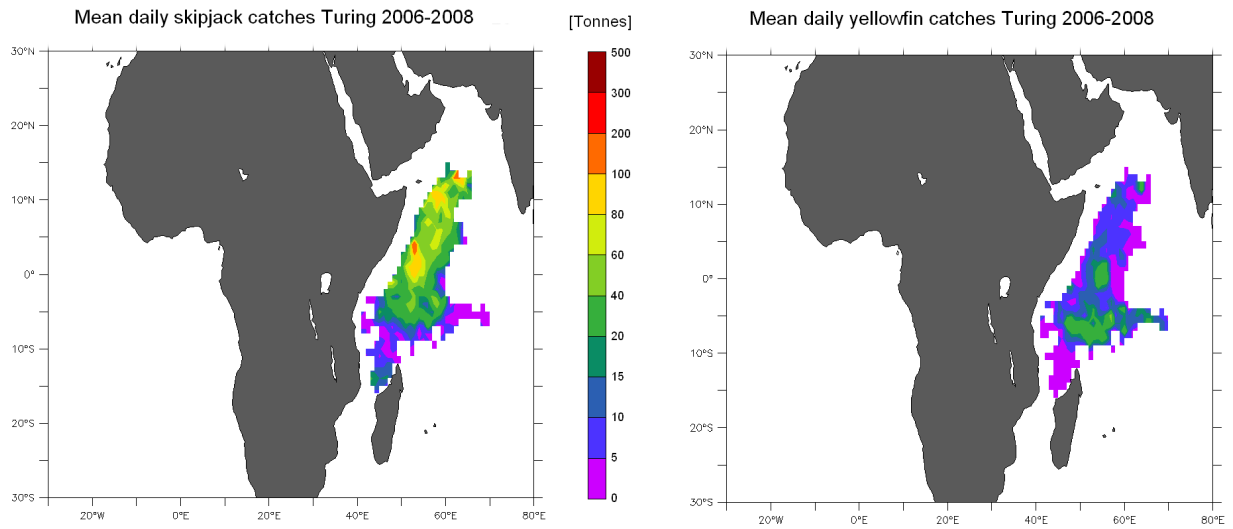 Mean daily skipjack catches Turing 2006-2008
[Tonnes]
Mean daily yellowfin catches Turing 2006-2008
30°N
20°N
10°N
0°
10°S
20°S
30°S
20°W
0°E
20°E
40°E
60°E
80°E
500
300
200
100
80
60
40
20
15
10
5
0
30°N
20°N
10°N
0°
10°S
20°S
30°S
20°W
0°E
20°E
40°E
60°E
80°E